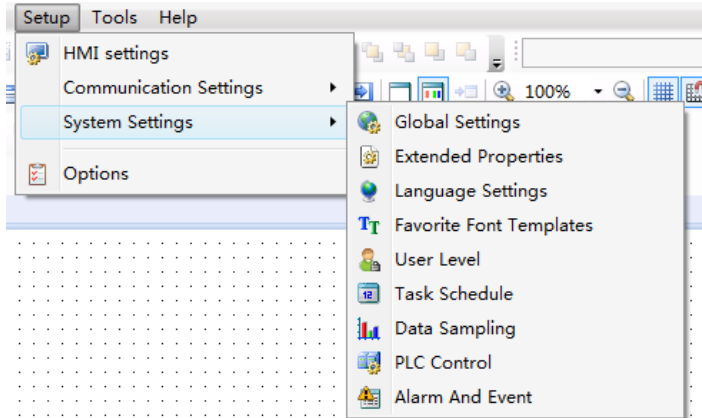 Setup Tools Help
HMI settings
Communication Settings
100%
System Settings
Global Settings
Extended Properties
Options
Language Settings
Favorite Font Templates
User Level
Task Schedule
Data Sampling
PLC Control
Alarm And Event